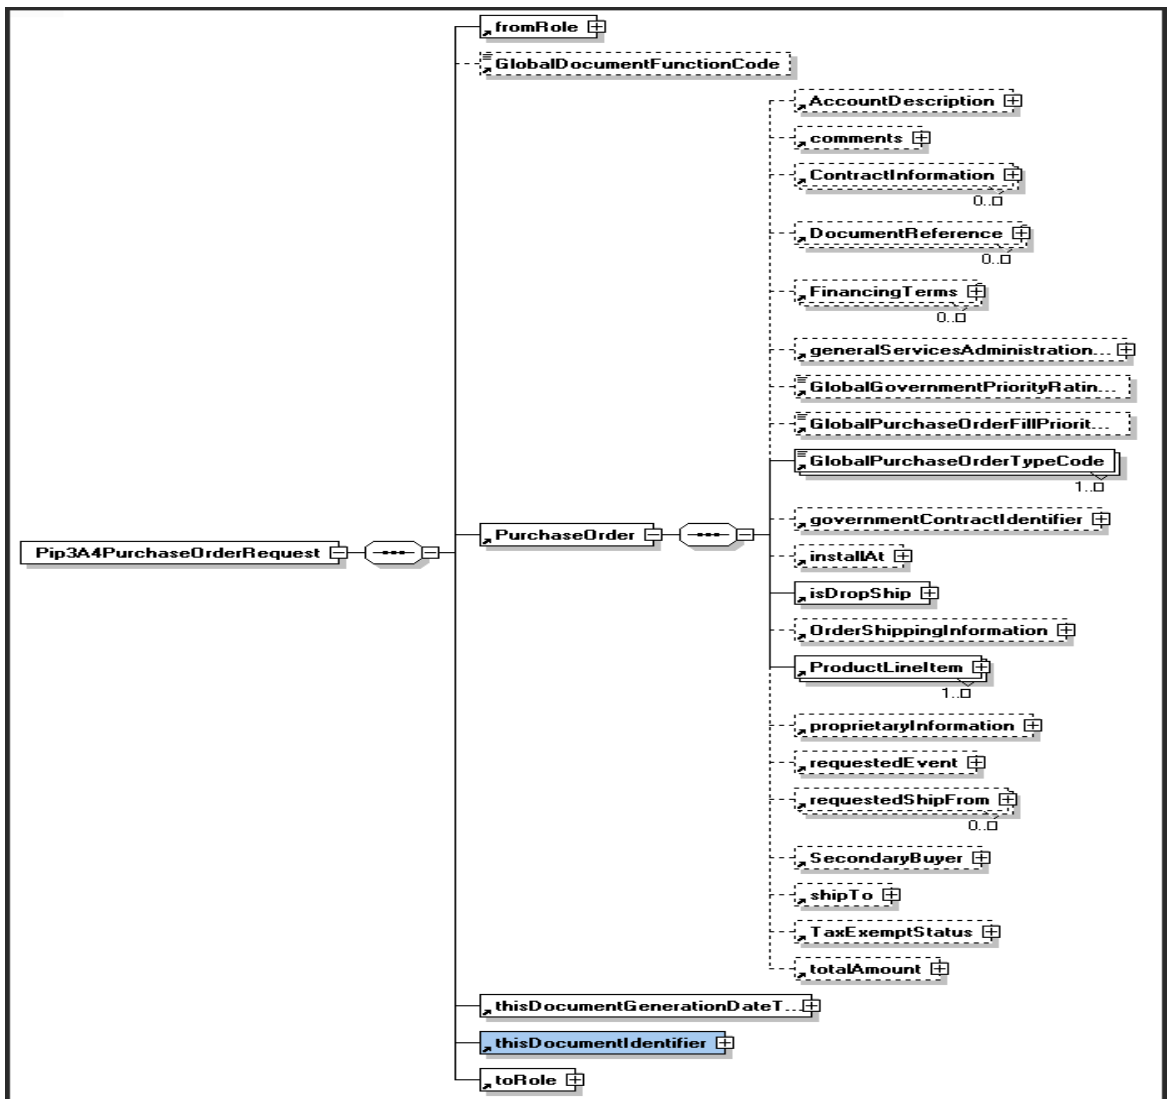 fromRole
GlobalDocumentFunctionCode
AccountDescription
comments
ContractInformation
0..□
DocumentReference
0..□
FinancingTerms
0..□
generalServicesAdministration...
GlobalGovernmentPriorityRatin...
GlobalPurchaseOrderFillPriorit...
GlobalPurchaseOrderTypeCode
1..□
governmentContractIdentifier
PurchaseOrder
Pip3A4PurchaseOrderRequest
installAt
isDropShip
OrderShippingInformation
ProductLineItem
1..□
proprietaryInformation
requestedEvent
requestedShipFrom
0..□
SecondaryBuyer
shipTo
TaxExemptStatus
totalAmount
thisDocumentGenerationDateT...
thisDocumentIdentifier
toRole